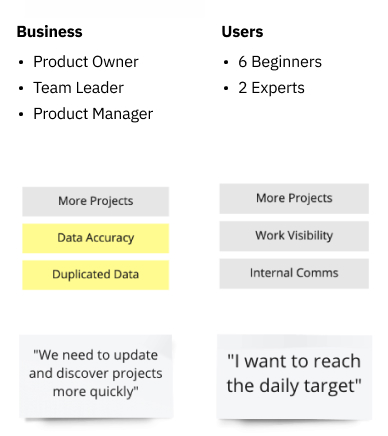 Business
• Product Owner
• Team Leader
• Product Manager
More Projects
Data Accuracy
Duplicated Data
"We need to update
and discover projects
more quickly"
Users
• 6 Beginners
• 2 Experts
More Projects
Work Visibility
Internal Comms
"I want to reach
the daily target"